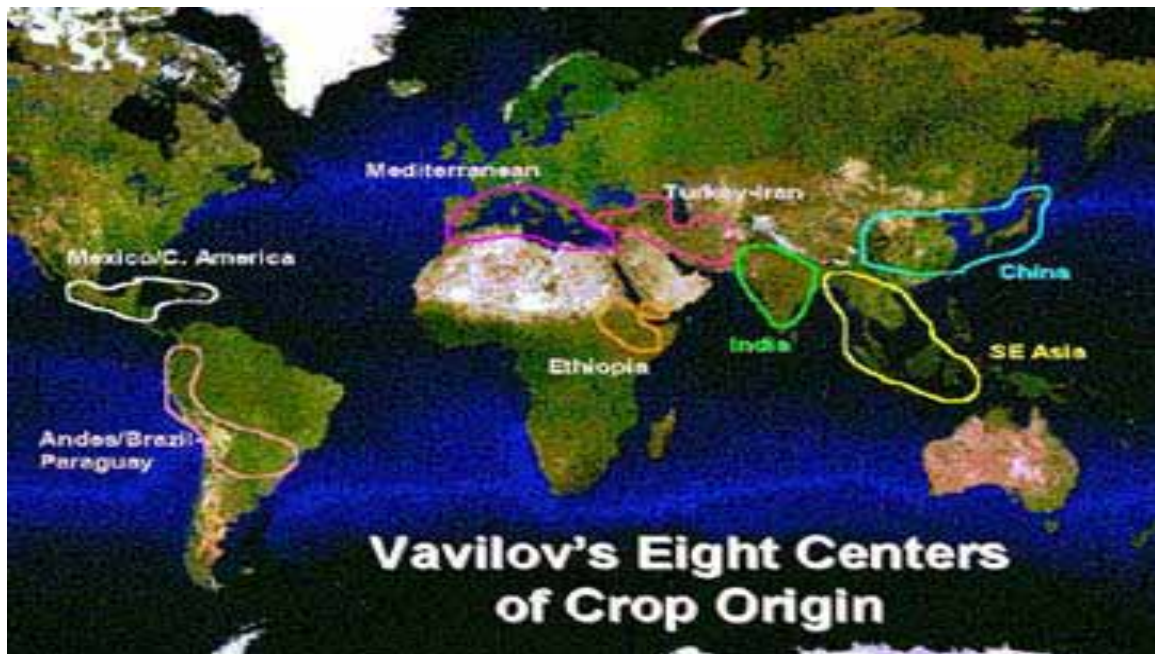 Mediterranean
Turkey-Iran
Mexico/C. America
China
India
SE Asia
Ethiopia
Andes/Brazil-
Paraguay
Vavilov's Eight Centers
of Crop Origin